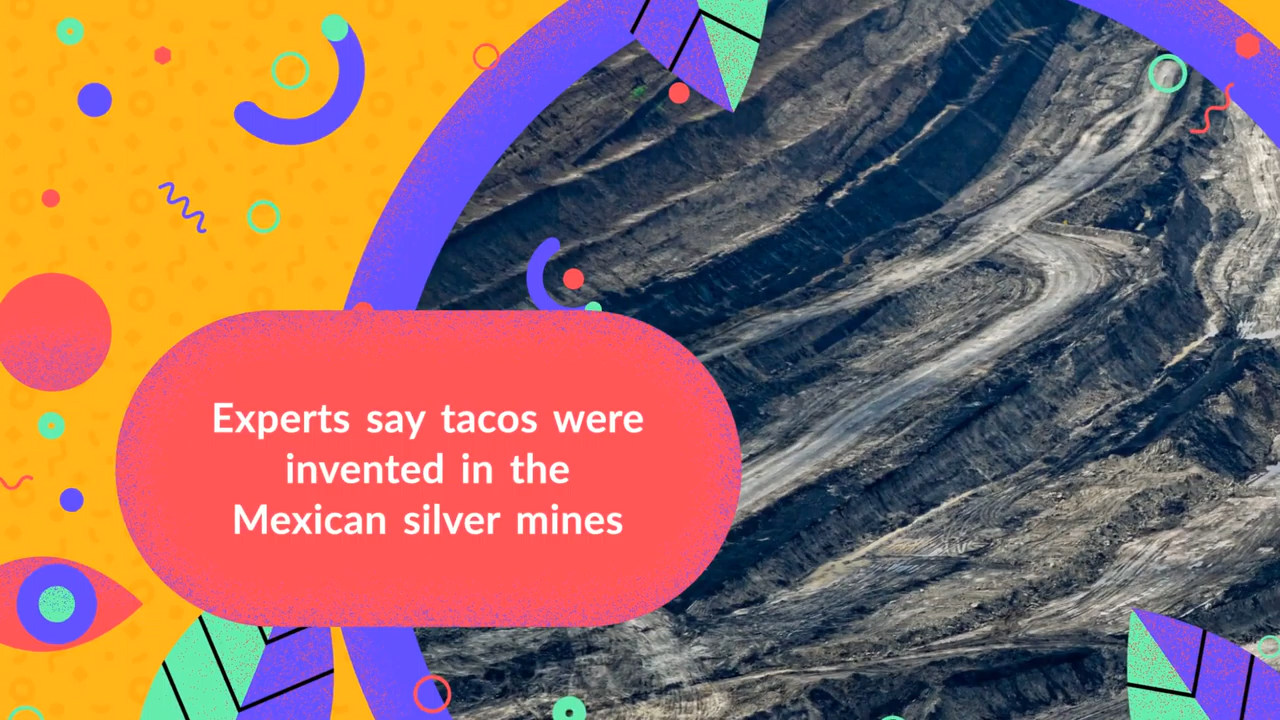 Experts say tacos were
invented in the
Mexican silver mines